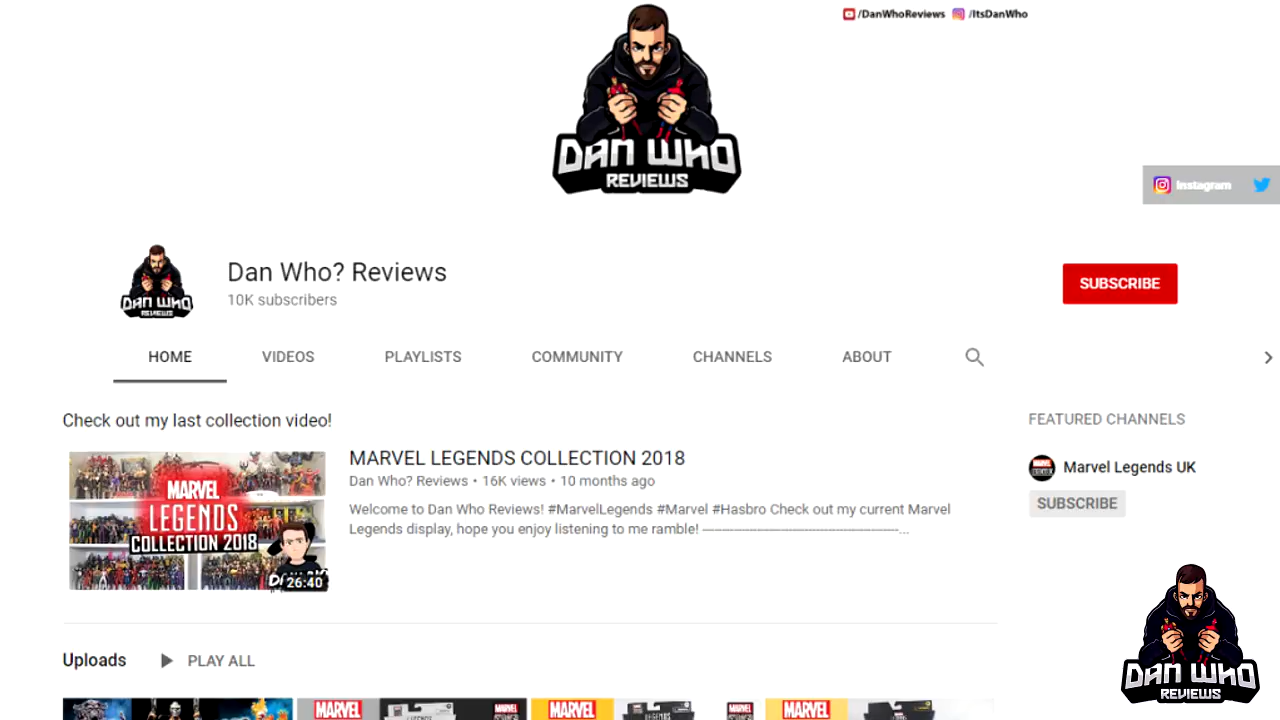 /DanWhoReviews /ItsDanWho
DAN WHO
REVIEWS
Instagram
DAN WHO
REVIEWS
Dan Who? Reviews
10K subscribers
SUBSCRIBE
HOME VIDEOS PLAYLISTS COMMUNITY CHANNELS ABOUT
Check out my last collection video!
MARVEL
LEGENDS
COLLECTION 2018
26:40
MARVEL LEGENDS COLLECTION 2018
Dan Who? Reviews • 16K views • 10 months ago
Welcome to Dan Who Reviews! #MarvelLegends #Marvel #Hasbro Check out my current Marvel
Legends display, hope you enjoy listening to me ramble! ----------------------------------------------------...
FEATURED CHANNELS
Marvel Legends UK
SUBSCRIBE
DAN WHO
REVIEWS
Uploads PLAY ALL
MARVEL LEGENDS MARVEL MARVEL LEGENDS MARVEL MARVEL